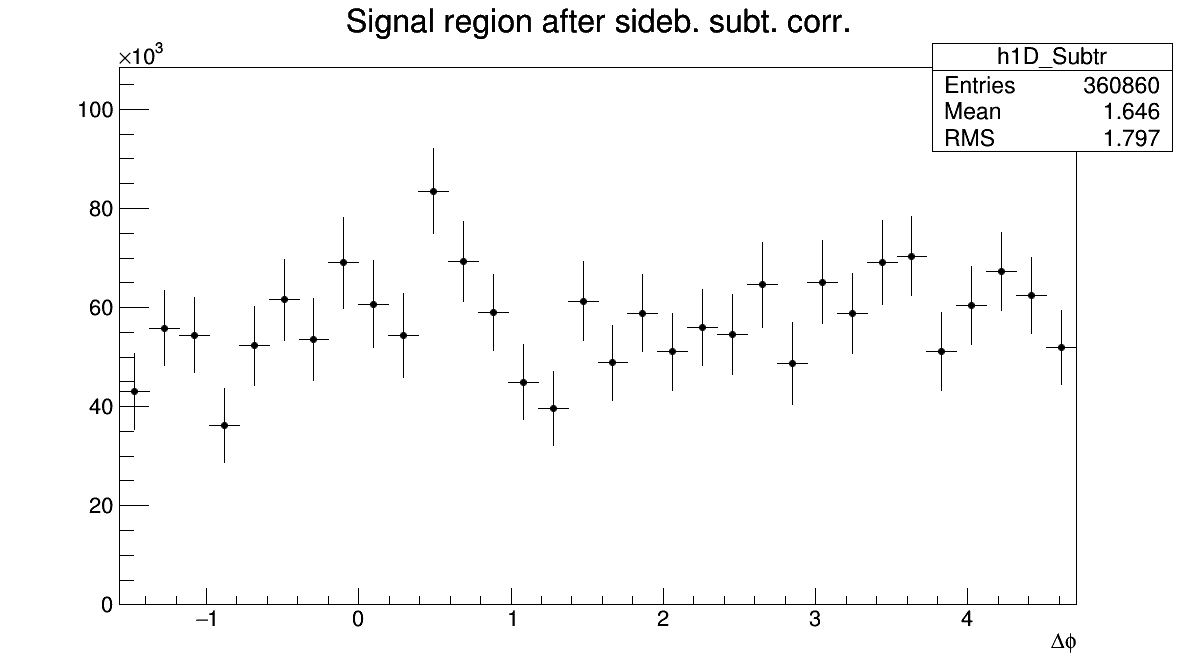 Signal region after sideb. subt. corr.
×10³
h1D_Subtr
Entries 360860
Mean 1.646
RMS 1.797
100
80
60
40
20
0
−1 0 1 2 3 4
Δϕ